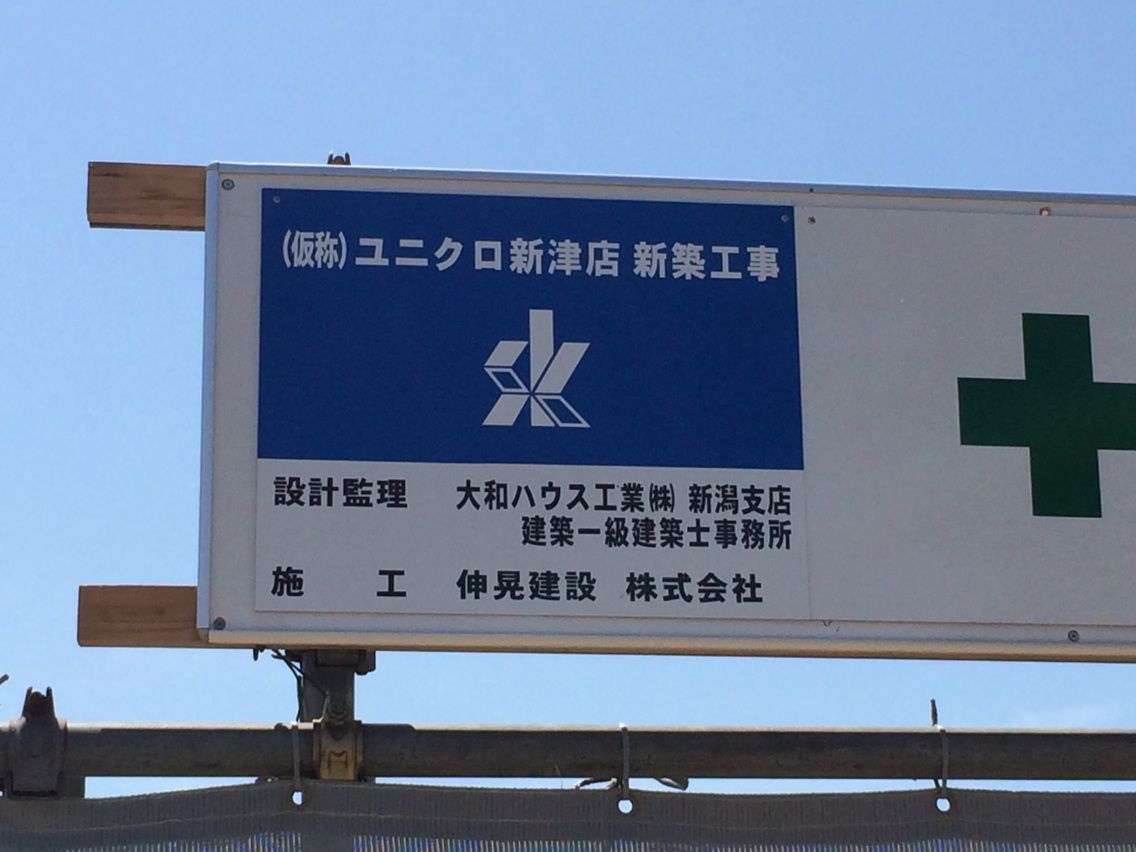 (仮称)ユニクロ新津店 新築工事
設計監理 大和ハウス工業㈱ 新潟支店
建築一級建築士事務所
施 工 伸晃建設 株式会社